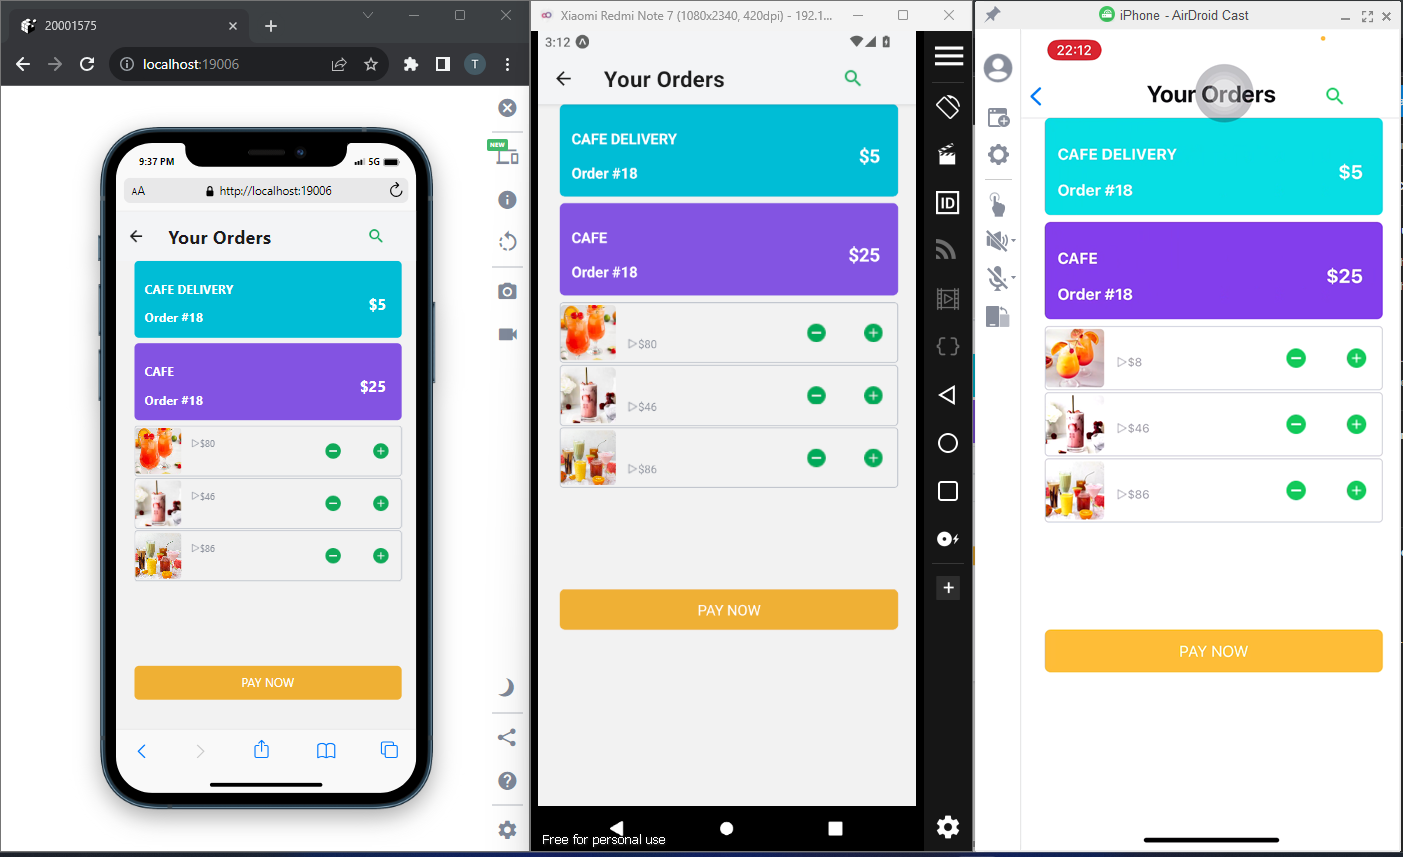 20001575
localhost:19006
T
NEW
9:37 PM
5G
AA
http://localhost:19006
Your Orders
CAFE DELIVERY
Order #18
$5
CAFE
Order #18
$25
$80
$46
$86
PAY NOW
Xiaomi Redmi Note 7 (1080x2340, 420dpi) - 192.1...
3:12
Your Orders
CAFE DELIVERY
Order #18
$5
CAFE
Order #18
$25
$80
$46
$86
PAY NOW
Free for personal use
ID
iPhone - AirDroid Cast
22:12
Your Orders
CAFE DELIVERY
Order #18
$5
CAFE
Order #18
$25
$8
$46
$86
PAY NOW